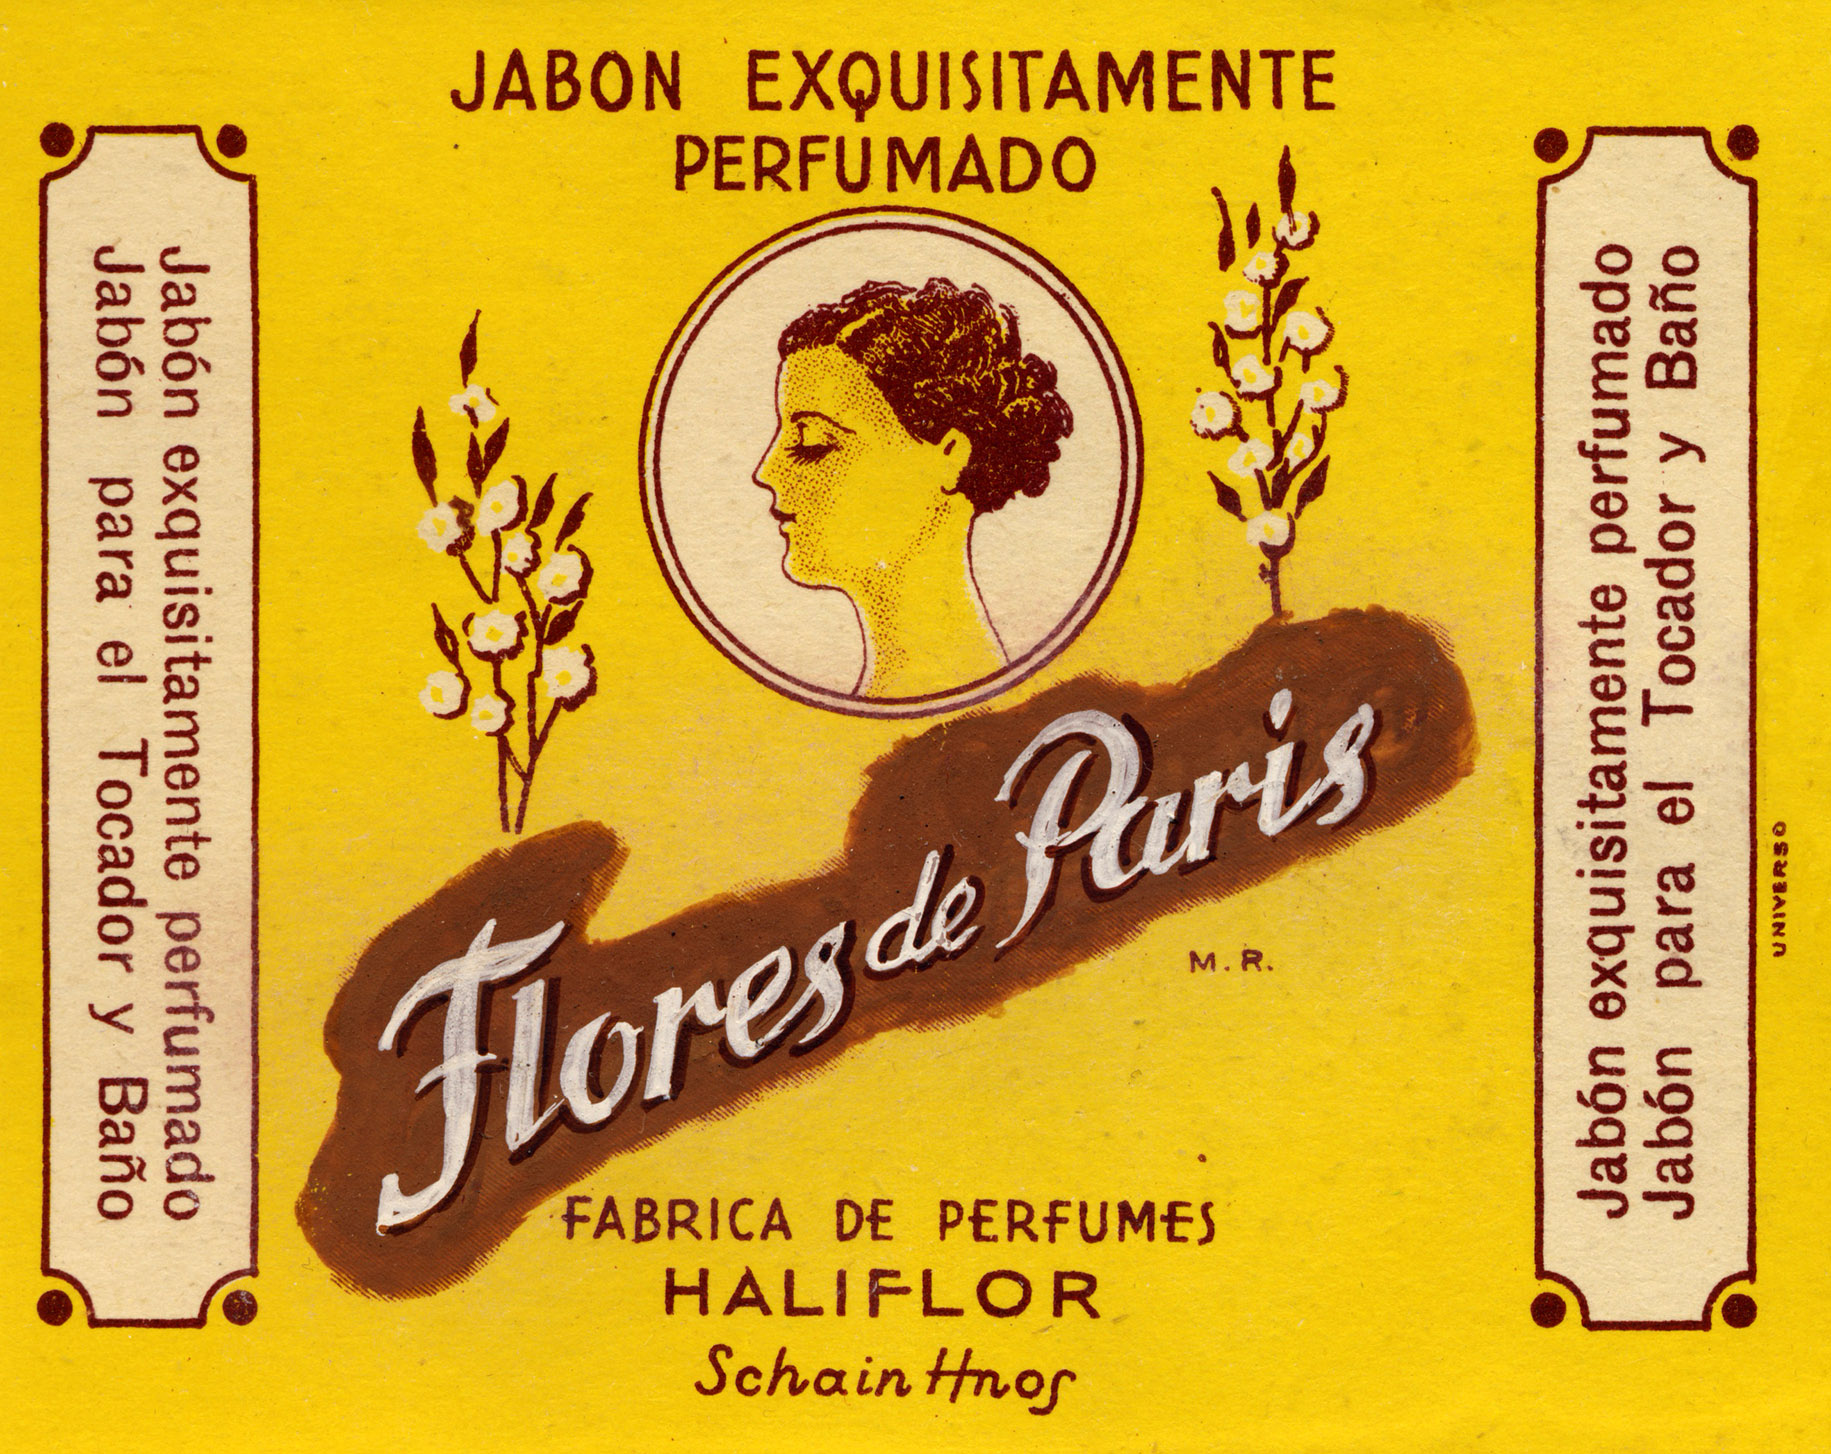 JABON EXQUISITAMENTE
PERFUMADO
Jabón exquisitamente perfumado
Jabón para el Tocador y Baño
Flores de Paris
M.R.
FABRICA DE PERFUMES
HALIFLOR
Schain Hnos
Jabón exquisitamente perfumado
Jabón para el Tocador y Baño
UNIVERSO